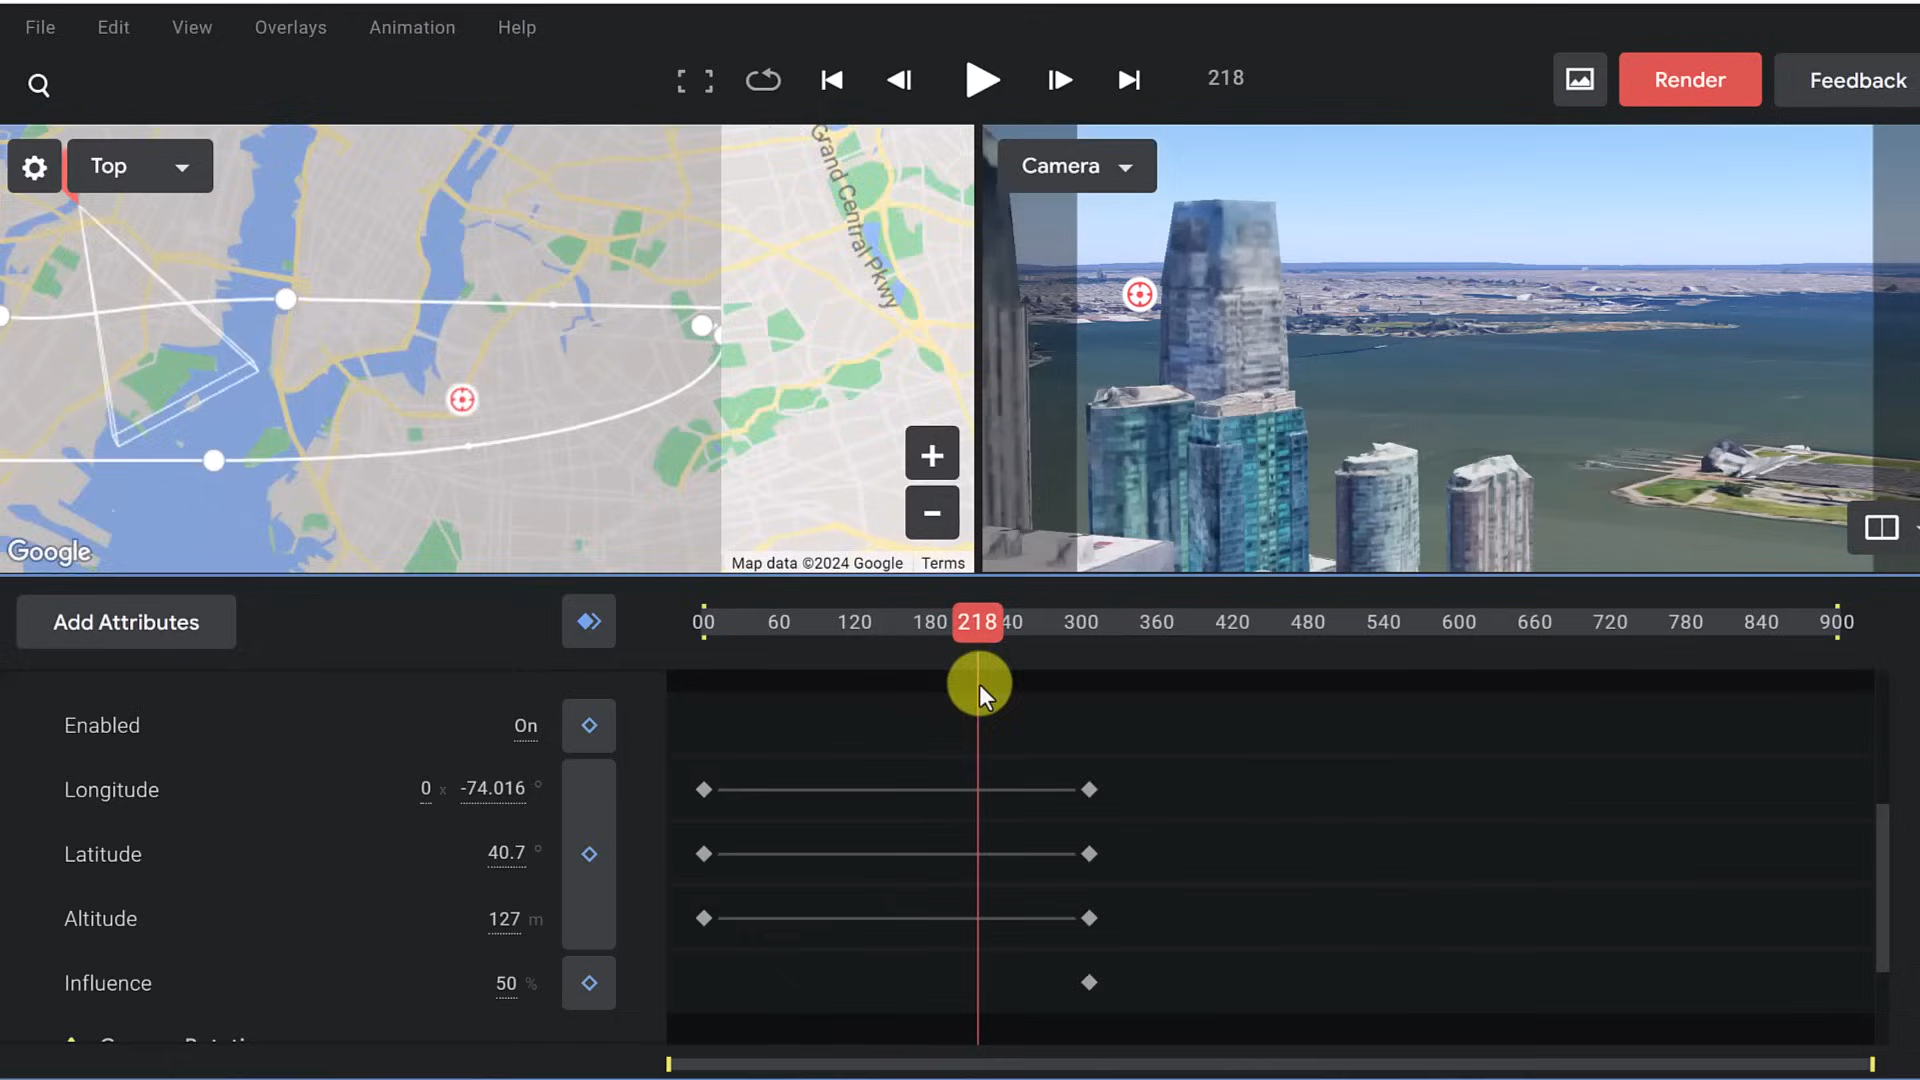 File Edit View Overlays Animation Help
218 Render Feedback
Top
Camera
Grand Central Pkwy
Google
Map data ©2024 Google Terms
Add Attributes
00 60 120 180 218 40 300 360 420 480 540 600 660 720 780 840 900
Enabled On
Longitude 0 x -74.016 °
Latitude 40.7 °
Altitude 127 m
Influence 50 %